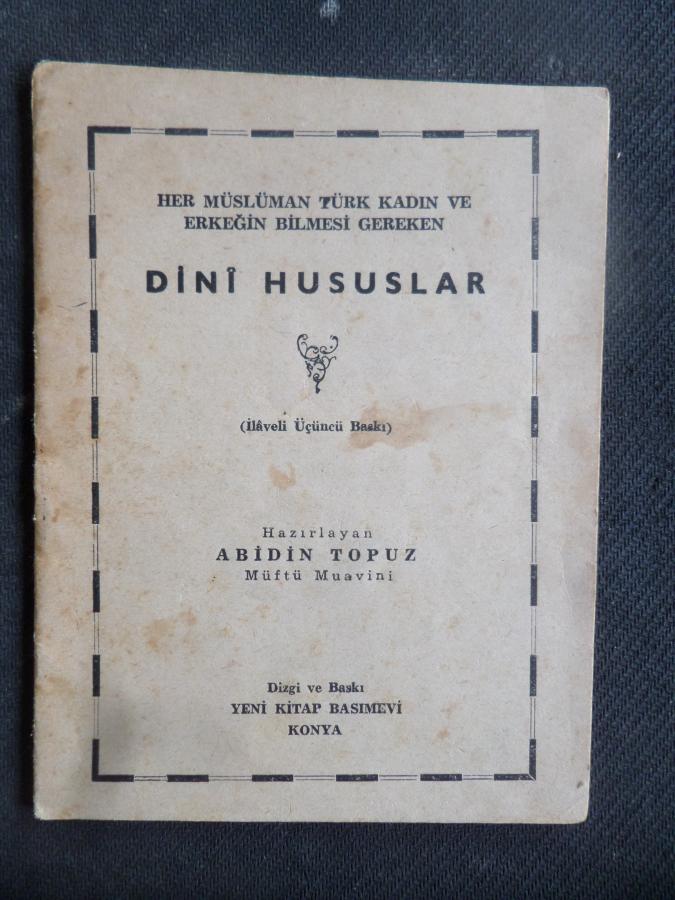 HER MÜSLÜMAN TÜRK KADIN VE
ERKEĞİN BİLMESİ GEREKEN
DİNÎ HUSUSLAR
(İlâveli Üçüncü Baskı)
Hazırlayan
ABİDİN TOPUZ
Müftü Muavini
Dizgi ve Baskı
YENİ KİTAP BASIMEVİ
KONYA